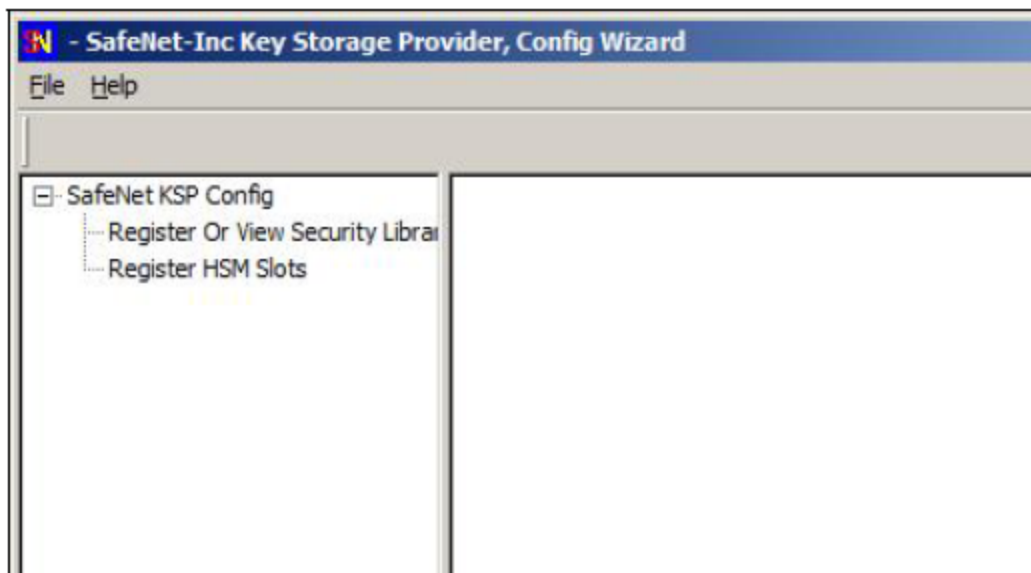 SN - SafeNet-Inc Key Storage Provider, Config Wizard
File Help
SafeNet KSP Config
Register Or View Security
Register HSM Slots